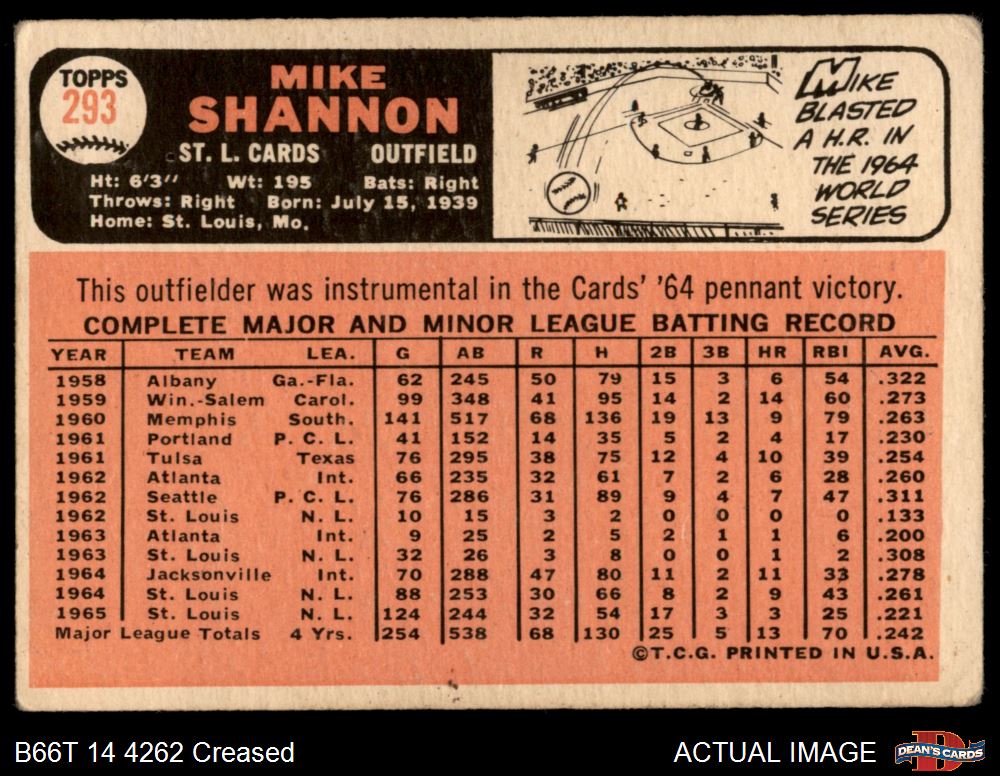 TOPPS
293
MIKE
SHANNON
ST. L. CARDS OUTFIELD
Ht: 6'3" Wt: 195 Bats: Right
Throws: Right Born: July 15, 1939
Home: St. Louis, Mo.
MIKE
BLASTED
A H.R. IN
THE 1964
WORLD
SERIES
This outfielder was instrumental in the Cards' '64 pennant victory.
COMPLETE MAJOR AND MINOR LEAGUE BATTING RECORD
YEAR TEAM LEA. G AB R H 2B 3B HR RBI AVG.
1958 Albany Ga.-Fla. 62 245 50 79 15 3 6 54 .322
1959 Win.-Salem Carol. 99 348 41 95 14 2 14 60 .273
1960 Memphis South. 141 517 68 136 19 13 9 79 .263
1961 Portland P. C. L. 41 152 14 35 5 2 4 17 .230
1961 Tulsa Texas 76 295 38 75 12 4 10 39 .254
1962 Atlanta Int. 66 235 32 61 7 2 6 28 .260
1962 Seattle P. C. L. 76 286 31 89 9 4 7 47 .311
1962 St. Louis N. L. 10 15 3 2 0 0 0 0 .133
1963 Atlanta Int. 9 25 2 5 2 1 1 6 .200
1963 St. Louis N. L. 32 26 3 8 0 0 1 2 .308
1964 Jacksonville Int. 70 288 47 80 11 2 11 33 .278
1964 St. Louis N. L. 88 253 30 66 8 2 9 43 .261
1965 St. Louis N. L. 124 244 32 54 17 3 3 25 .221
Major League Totals 4 Yrs. 254 538 68 130 25 5 13 70 .242
©T.C.G. PRINTED IN U.S.A.
B66T 14 4262 Creased
ACTUAL IMAGE
DEAN'S CARDS